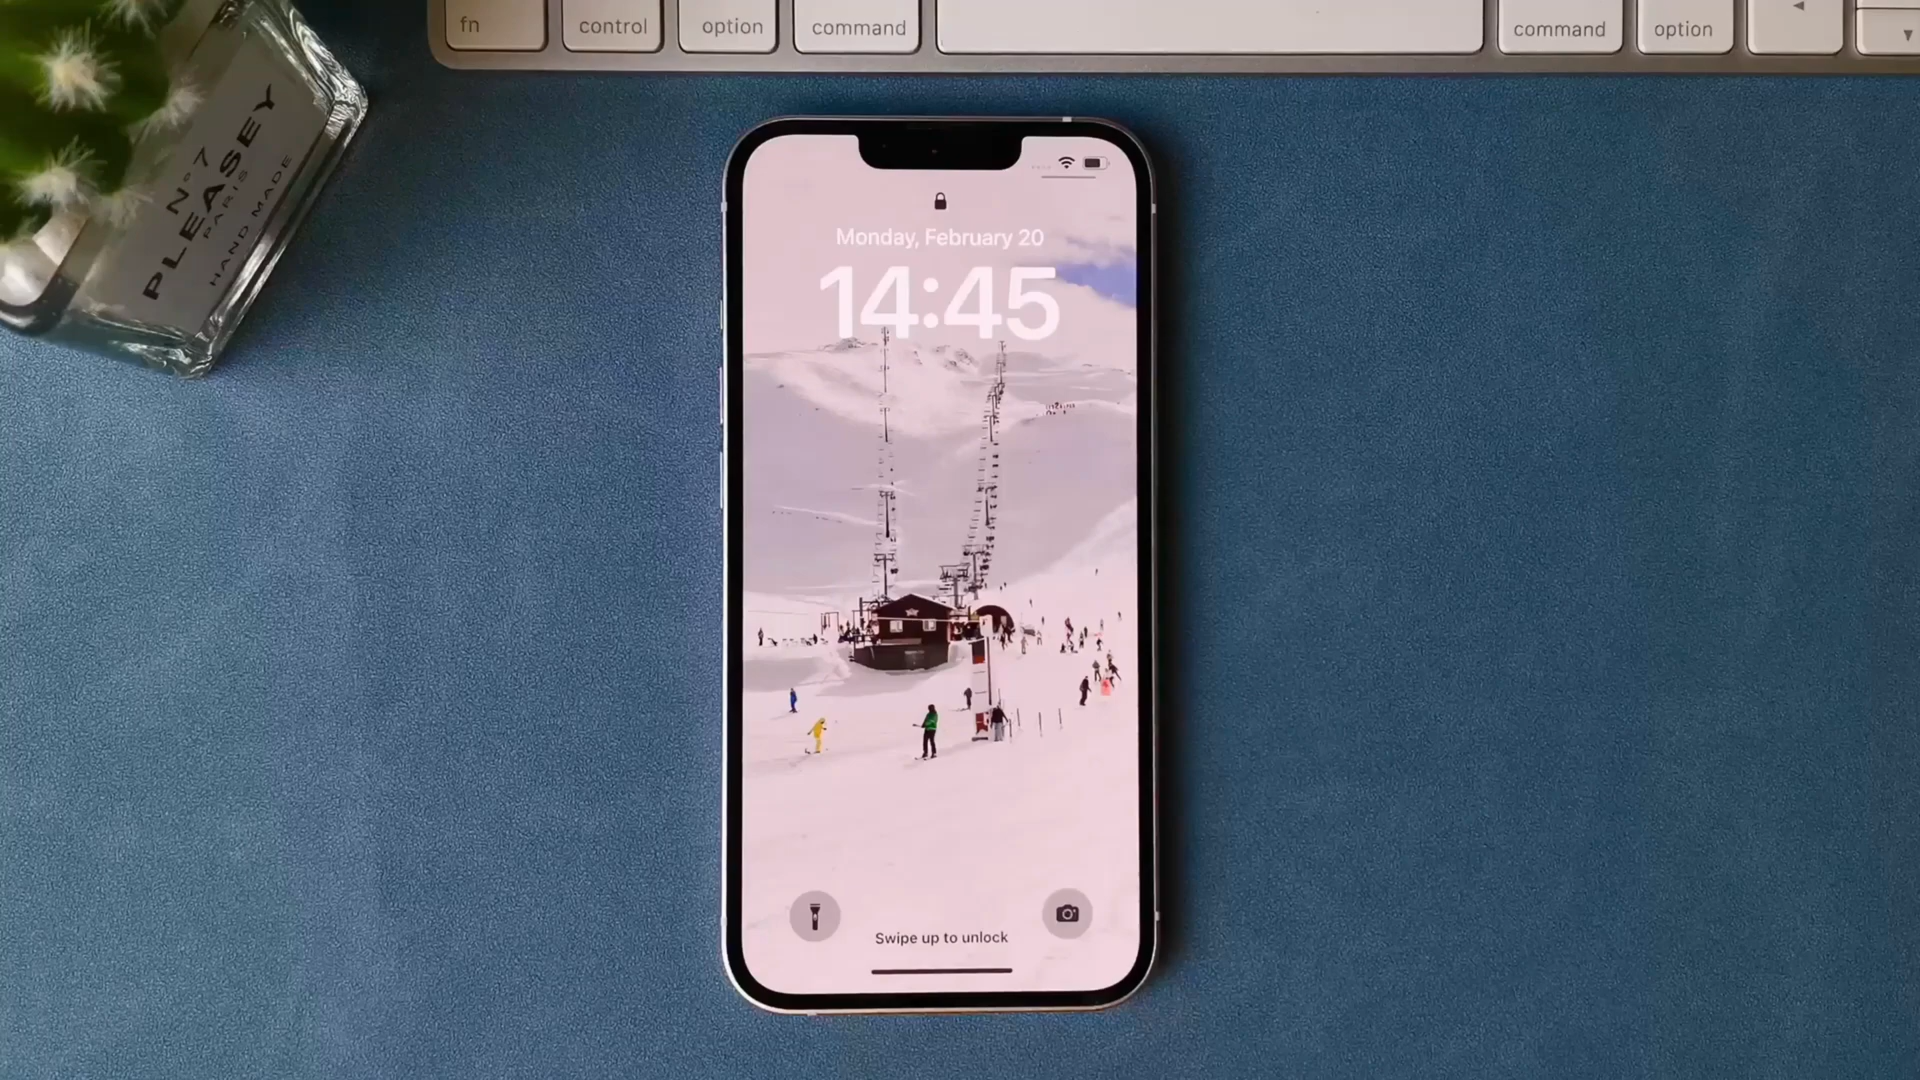 fn
control
option
command
command
option
◀
▼
N°7
PLEASEY
PARIS
HAND MADE
Monday, February 20
14:45
Swipe up to unlock